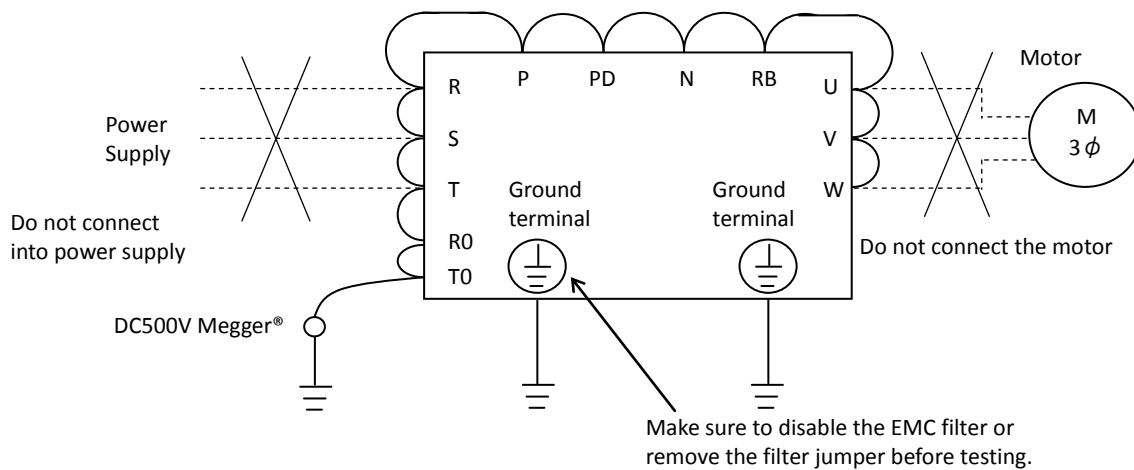 R
P
PD
N
RB
U
Motor
Power
Supply
S
V
M
3ϕ
T
Ground
terminal
Ground
terminal
W
Do not connect
into power supply
R0
T0
Do not connect the motor
DC500V Megger®
Make sure to disable the EMC filter or
remove the filter jumper before testing.